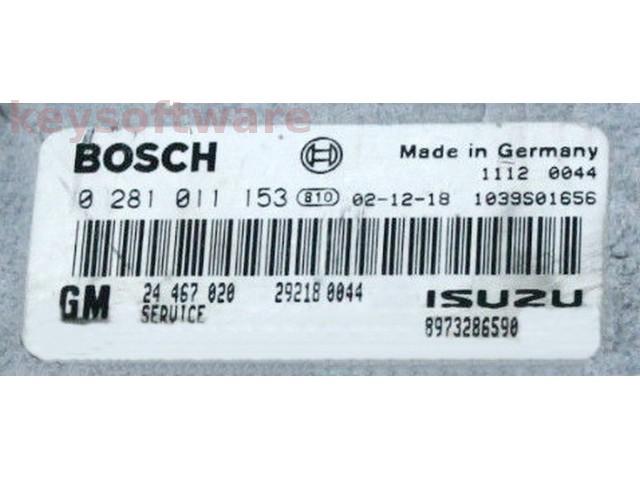 keysoftware
BOSCH Made in Germany
1112 0044
0 281 011 153 810 02-12-18 1039S01656
GM 24 467 020 29218 0044 ISUZU
SERVICE 8973286590